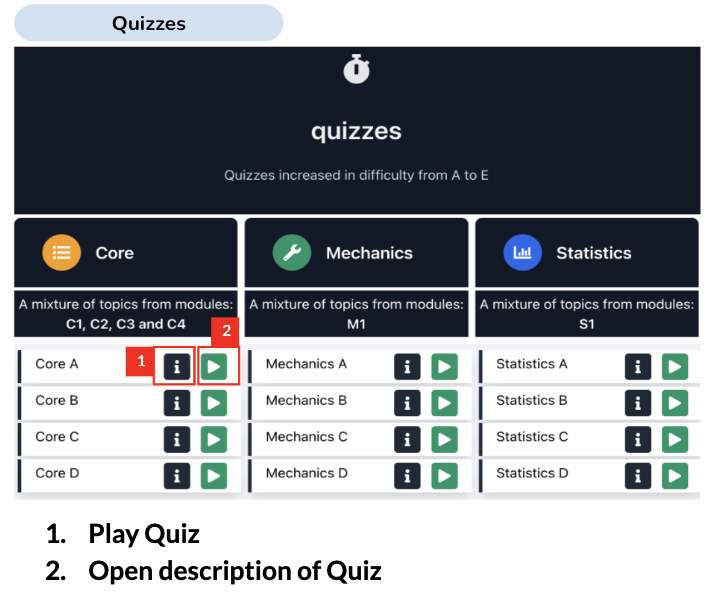 Quizzes
quizzes
Quizzes increased in difficulty from A to E
Core
Mechanics
Statistics
A mixture of topics from modules:
C1, C2, C3 and C4
A mixture of topics from modules:
M1
A mixture of topics from modules:
S1
2
1
Core A
i
Mechanics A
i
Statistics A
i
Core B
i
Mechanics B
i
Statistics B
i
Core C
i
Mechanics C
i
Statistics C
i
Core D
i
Mechanics D
i
Statistics D
i
1. Play Quiz
2. Open description of Quiz